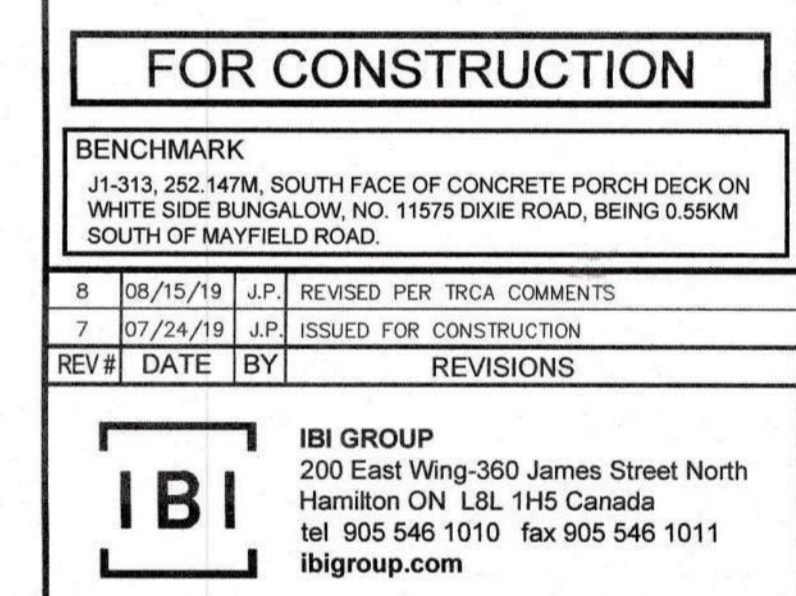 FOR CONSTRUCTION
BENCHMARK
J1-313, 252.147M, SOUTH FACE OF CONCRETE PORCH DECK ON
WHITE SIDE BUNGALOW, NO. 11575 DIXIE ROAD, BEING 0.55KM
SOUTH OF MAYFIELD ROAD.
8 08/15/19 J.P. REVISED PER TRCA COMMENTS
7 07/24/19 J.P. ISSUED FOR CONSTRUCTION
REV # DATE BY REVISIONS
IBI
IBI GROUP
200 East Wing-360 James Street North
Hamilton ON L8L 1H5 Canada
tel 905 546 1010 fax 905 546 1011
ibigroup.com